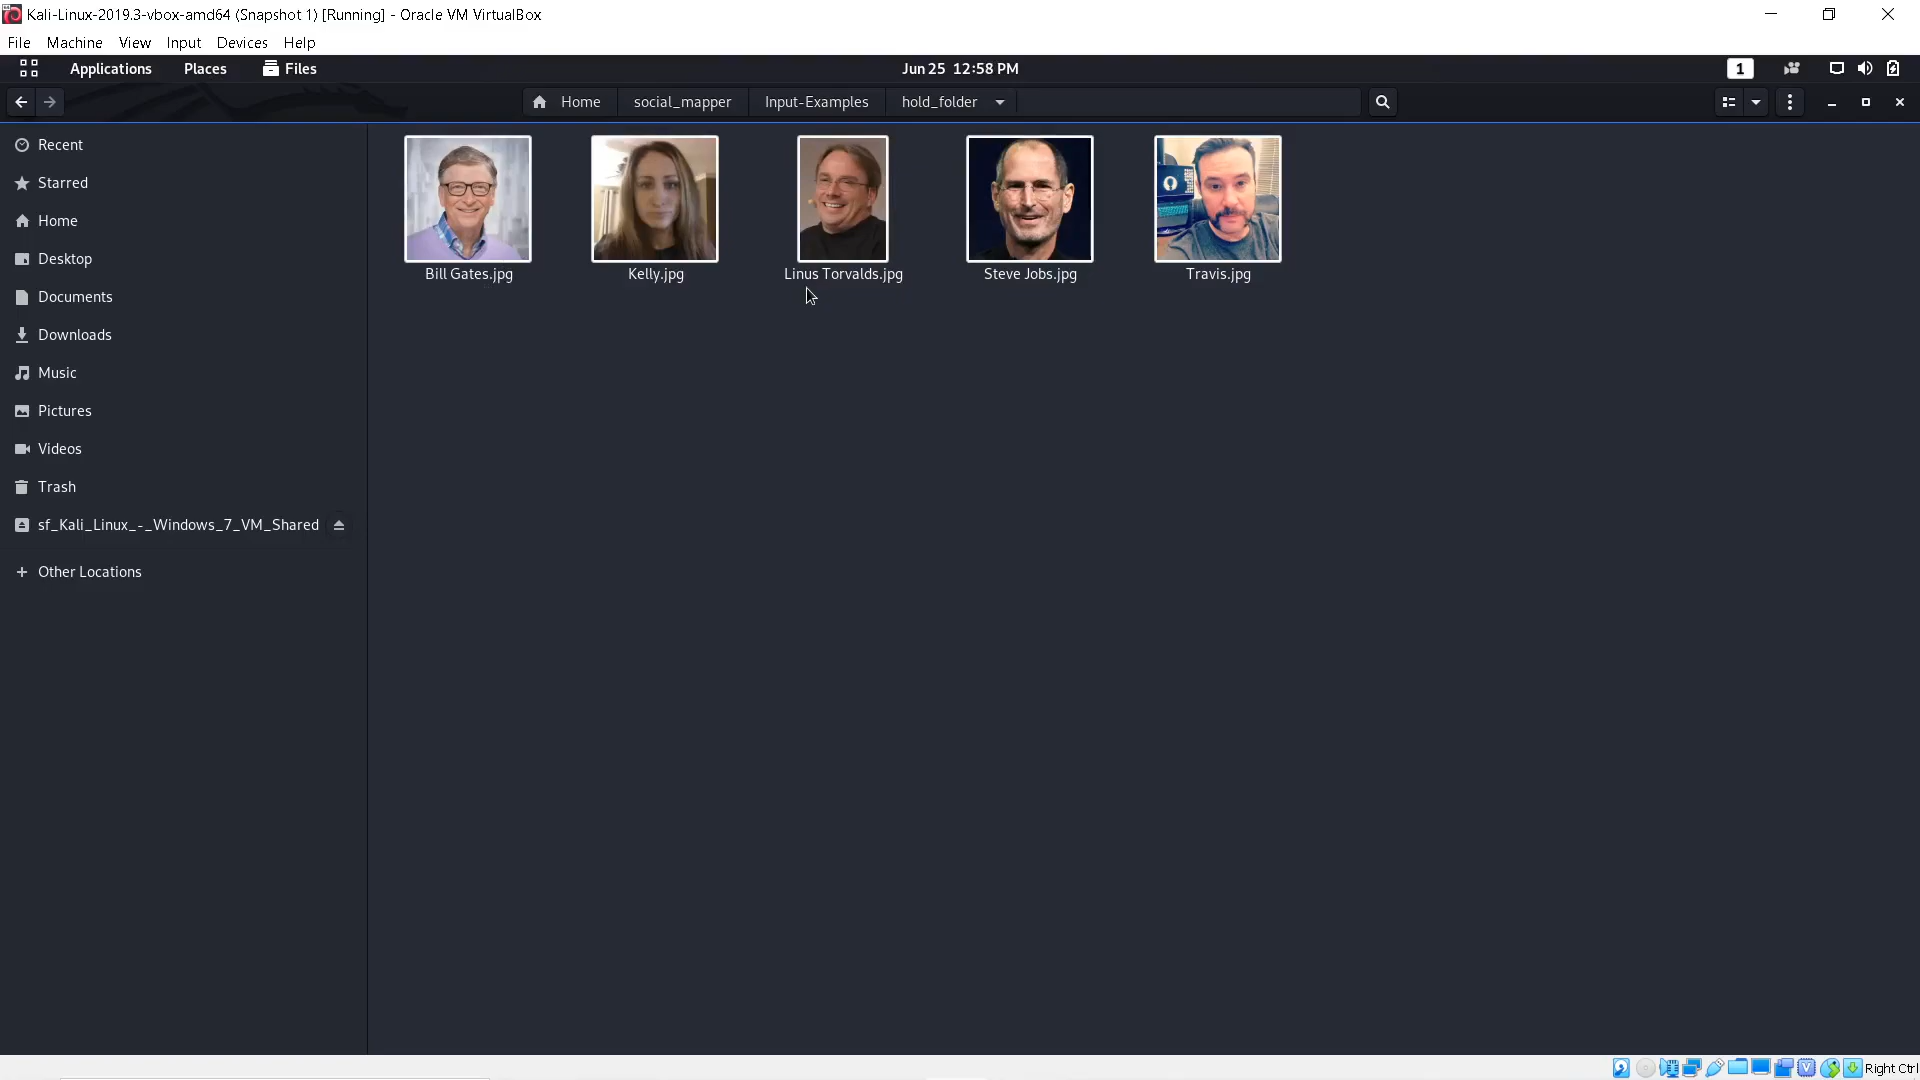 Kali-Linux-2019.3-vbox-amd64 (Snapshot 1) [Running] - Oracle VM VirtualBox
File Machine View Input Devices Help
Applications Places Files Jun 25 12:58 PM 1
Home social_mapper Input-Examples hold_folder
Recent
Starred
Home
Desktop
Documents
Downloads
Music
Pictures
Videos
Trash
sf_Kali_Linux_-_Windows_7_VM_Shared
Other Locations
Bill Gates.jpg Kelly.jpg Linus Torvalds.jpg Steve Jobs.jpg Travis.jpg
Right Ctrl